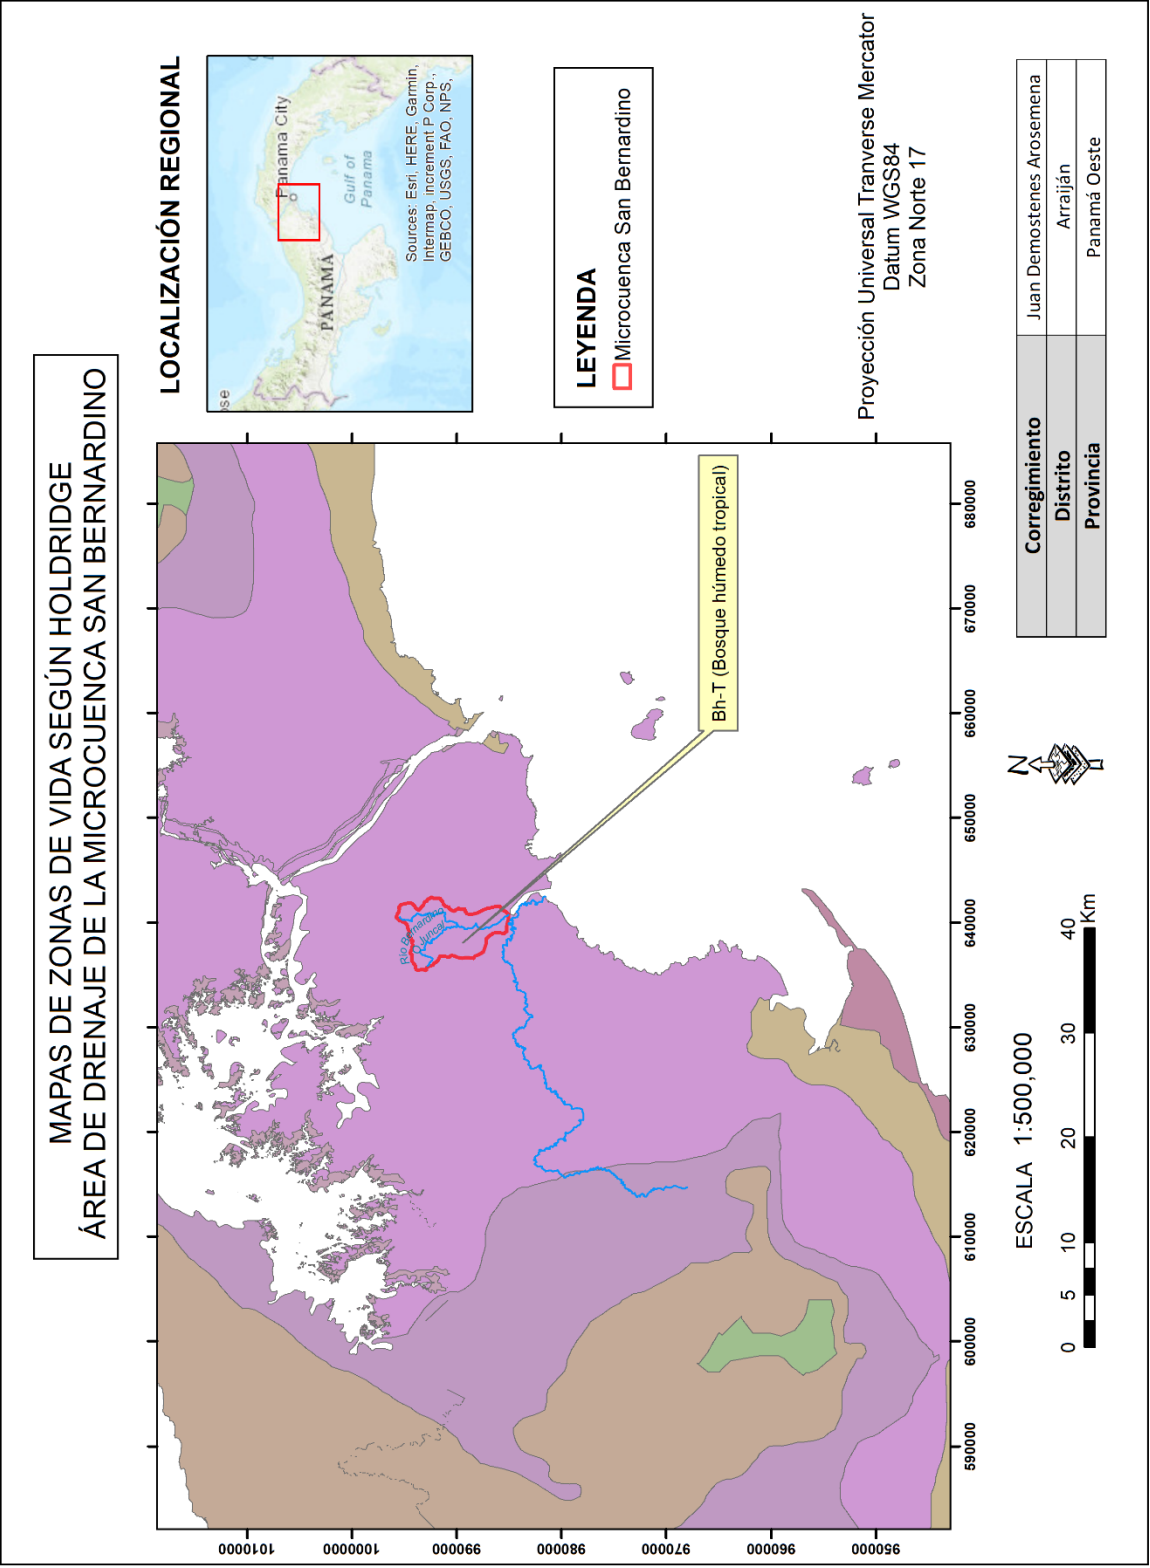 MAPAS DE ZONAS DE VIDA SEGÚN HOLDRIDGE
ÁREA DE DRENAJE DE LA MICROCUENCA SAN BERNARDINO
LOCALIZACIÓN REGIONAL
Panama City
Gulf of
Panama
PANAMÁ
ose
Sources: Esri, HERE, Garmin,
Intermap, increment P Corp.,
GEBCO, USGS, FAO, NPS,
LEYENDA
Microcuenca San Bernardino
Proyección Universal Tranverse Mercator
Datum WGS84
Zona Norte 17
Corregimiento Juan Demostenes Arosemena
Distrito Arraiján
Provincia Panamá Oeste
Río Bernardino
Q Juncal
Bh-T (Bosque húmedo tropical)
1010000
1000000
990000
980000
970000
960000
950000
590000 600000 610000 620000 630000 640000 650000 660000 670000 680000
ESCALA 1:500,000
0 5 10 20 30 40
Km
N